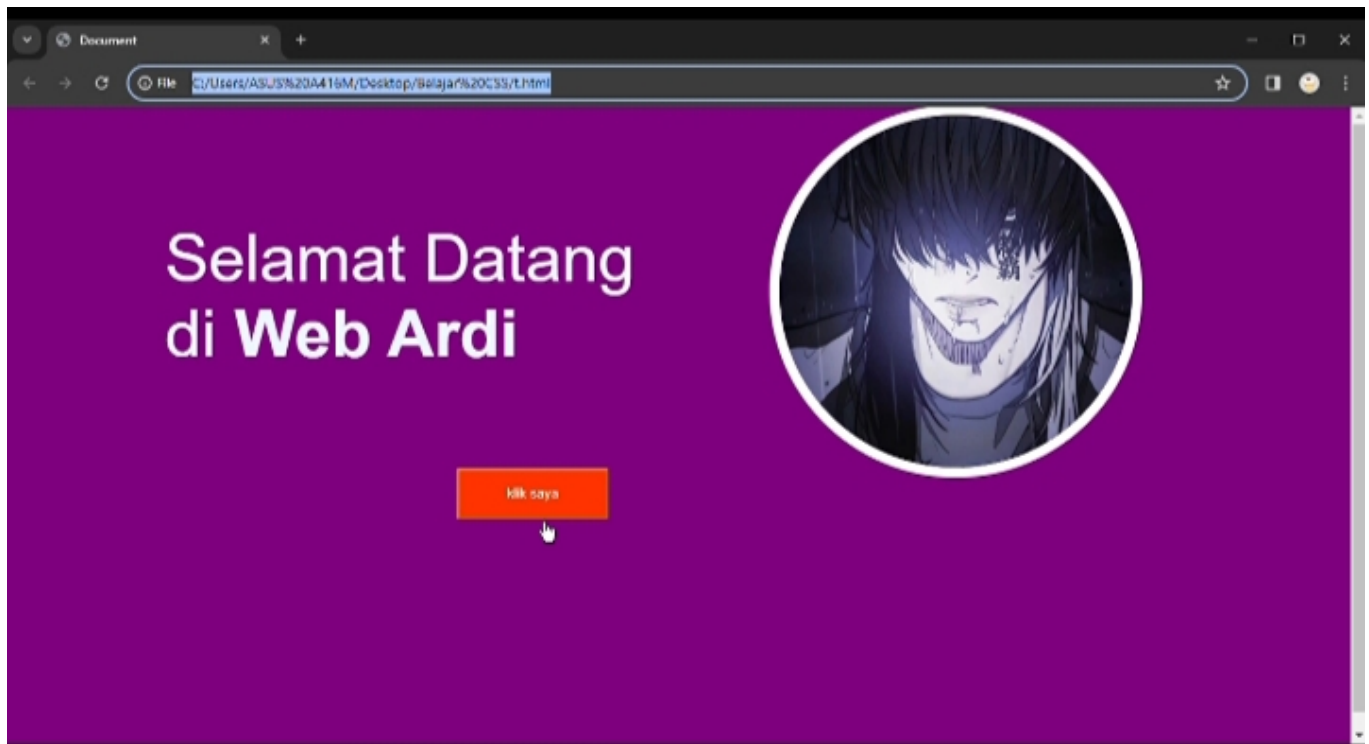 Document
File C:/Users/ASUS%20A416M/Desktop/Belajar%20CSS/t.html
Selamat Datang
di Web Ardi
klik saya